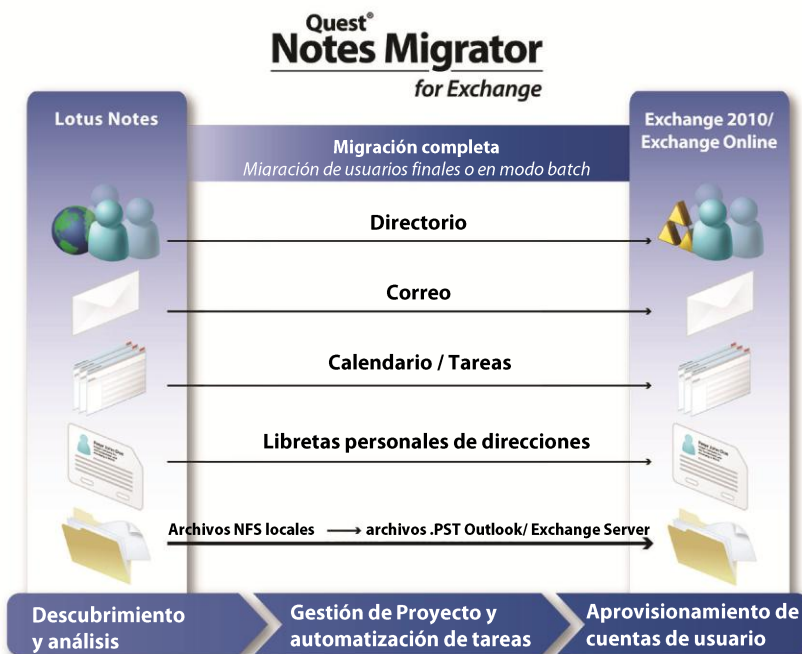 Quest®
Notes Migrator
for Exchange
Lotus Notes
Exchange 2010/
Exchange Online
Migración completa
Migración de usuarios finales o en modo batch
Directorio
Correo
Calendario / Tareas
Libretas personales de direcciones
Archivos NFS locales → archivos .PST Outlook/ Exchange Server
Descubrimiento
y análisis
Gestión de Proyecto y
automatización de tareas
Aprovisionamiento de
cuentas de usuario